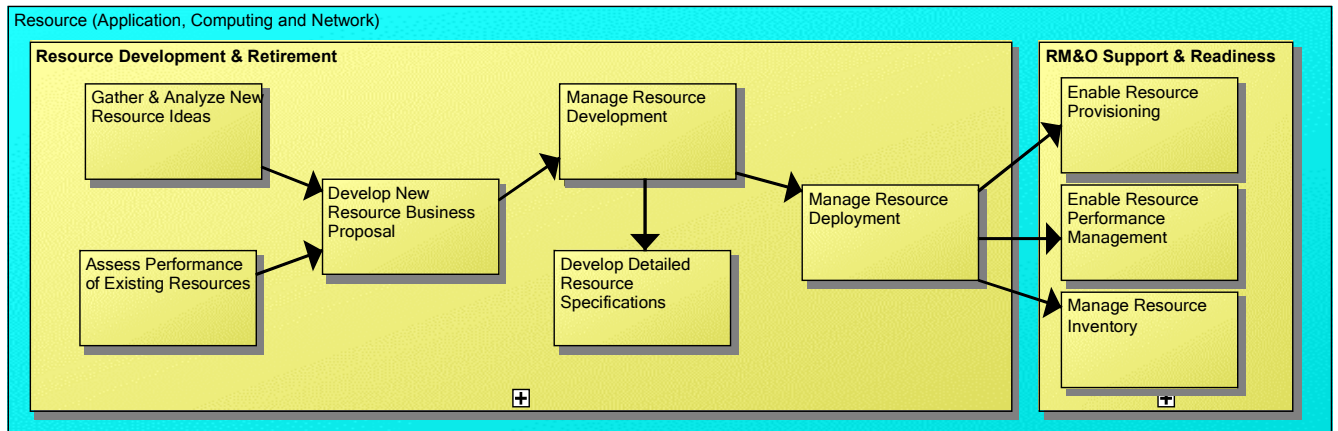 Resource (Application, Computing and Network)
Resource Development & Retirement
Gather & Analyze New
Resource Ideas
Assess Performance
of Existing Resources
Develop New
Resource Business
Proposal
Manage Resource
Development
Develop Detailed
Resource
Specifications
Manage Resource
Deployment
RM&O Support & Readiness
Enable Resource
Provisioning
Enable Resource
Performance
Management
Manage Resource
Inventory